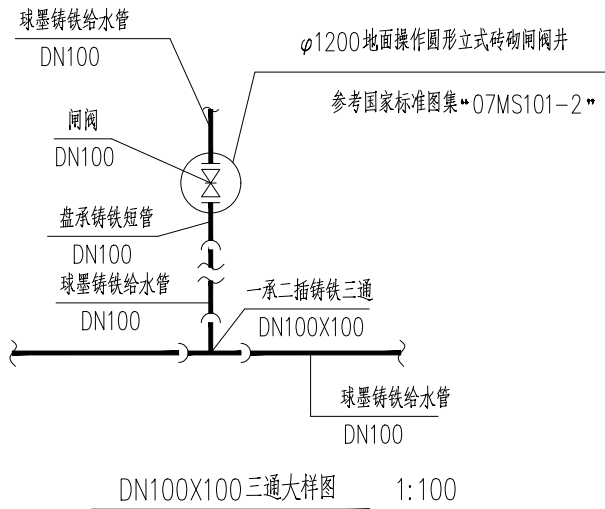 球墨铸铁给水管
DN100
φ1200地面操作圆形立式砖砌闸阀井
参考国家标准图集“07MS101-2”
闸阀
DN100
盘承铸铁短管
DN100
球墨铸铁给水管
DN100
一承二插铸铁三通
DN100X100
球墨铸铁给水管
DN100
DN100X100三通大样图 1:100